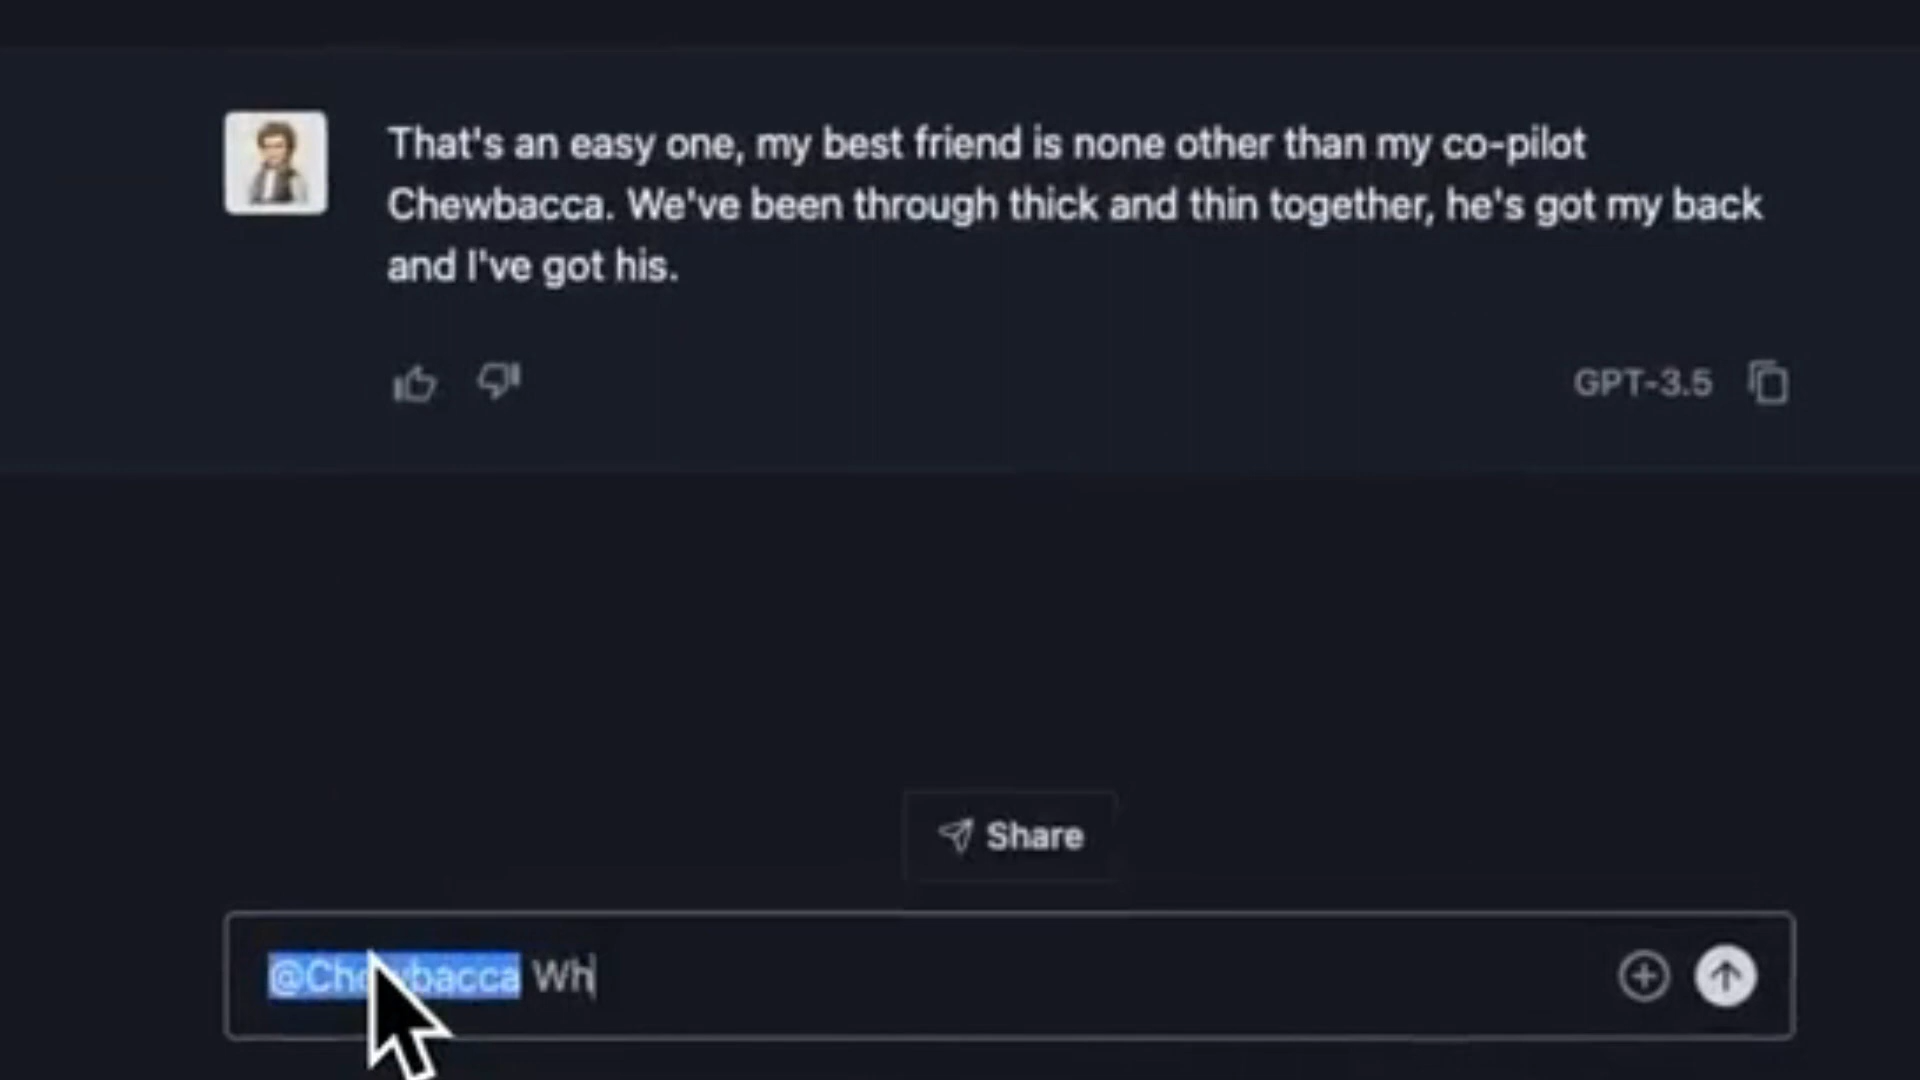 That's an easy one, my best friend is none other than my co-pilot
Chewbacca. We've been through thick and thin together, he's got my back
and I've got his.
GPT-3.5
Share
@Chewbacca Wh